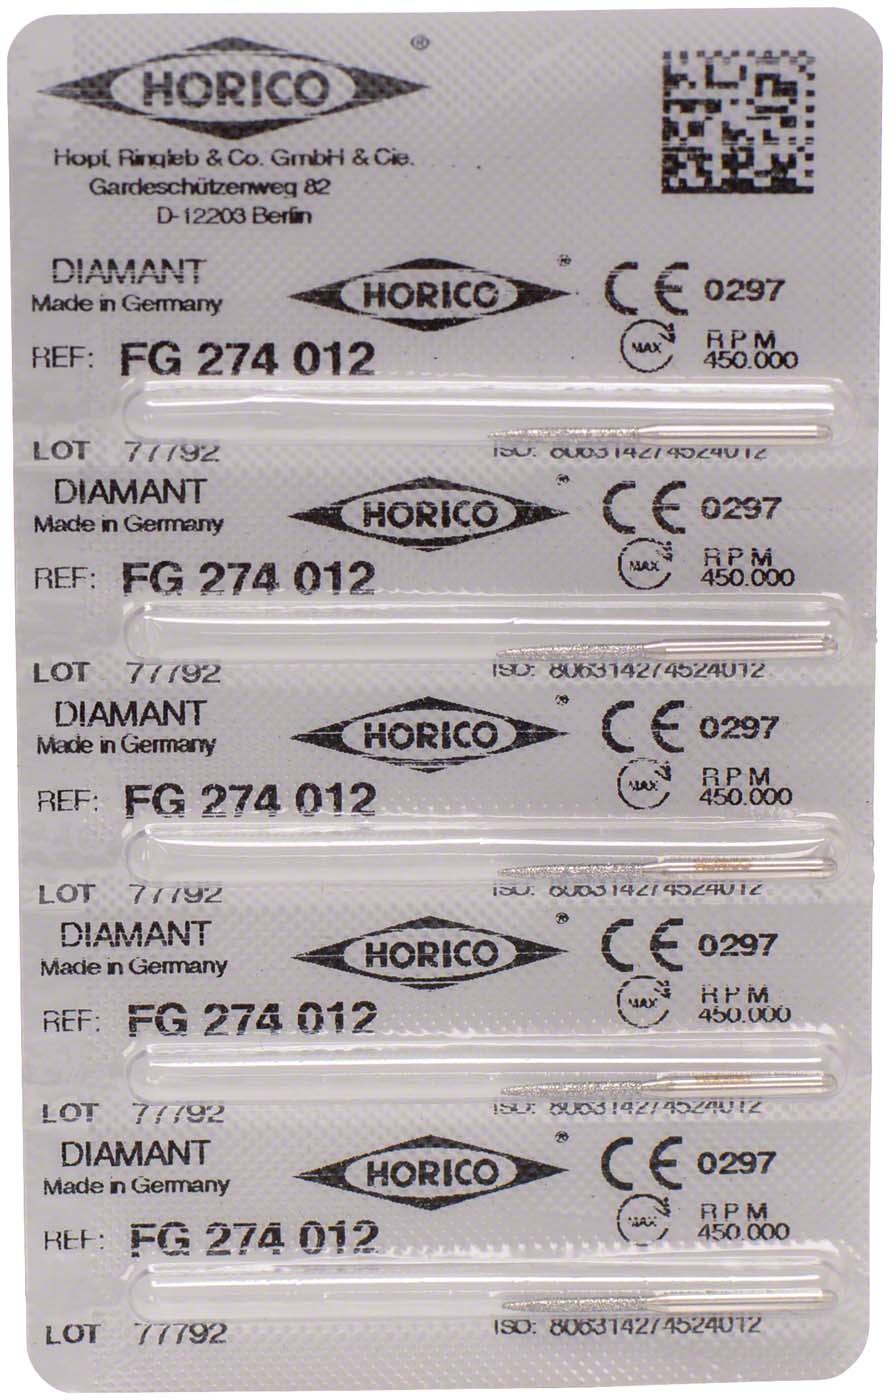 HORICO ®
Hopf, Ringleb & Co. GmbH & Cie.
Gardeschützenweg 82
D-12203 Berlin
DIAMANT
Made in Germany
HORICO ®
CE 0297
REF: FG 274 012
MAX
RPM
450.000
LOT 77792
ISO: 806314274524012
DIAMANT
Made in Germany
HORICO ®
CE 0297
REF: FG 274 012
MAX
RPM
450.000
LOT 77792
ISO: 806314274524012
DIAMANT
Made in Germany
HORICO ®
CE 0297
REF: FG 274 012
MAX
RPM
450.000
LOT 77792
ISO: 806314274524012
DIAMANT
Made in Germany
HORICO ®
CE 0297
REF: FG 274 012
MAX
RPM
450.000
LOT 77792
ISO: 806314274524012
DIAMANT
Made in Germany
HORICO ®
CE 0297
REF: FG 274 012
MAX
RPM
450.000
LOT 77792
ISO: 806314274524012